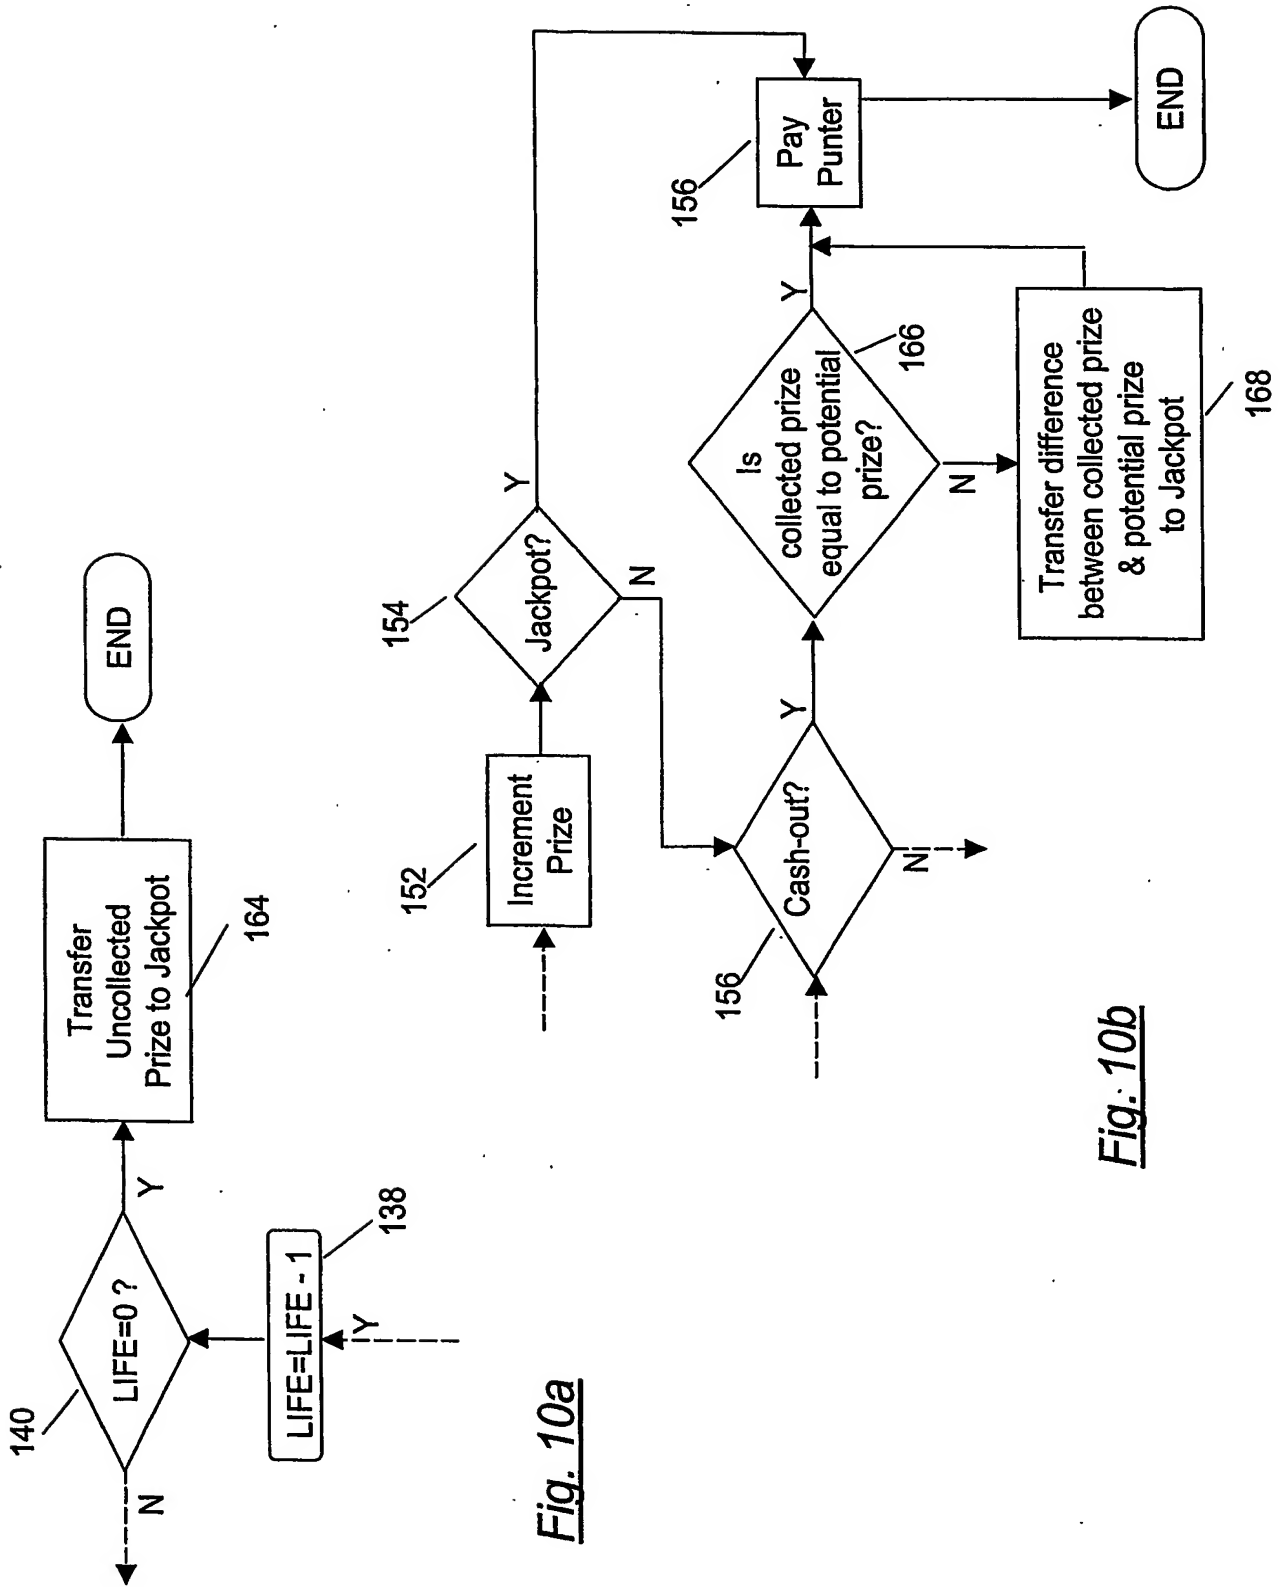 140
LIFE=0 ?
N
Y
LIFE=LIFE - 1
138
Y
Transfer
Uncollected
Prize to Jackpot
164
END
Fig. 10a
152
Increment
Prize
154
Jackpot?
Y
N
156
Cash-out?
Y
N
Is
collected prize
equal to potential
prize?
166
Y
N
Transfer difference
between collected prize
& potential prize
to Jackpot
168
156
Pay
Punter
END
Fig. 10b